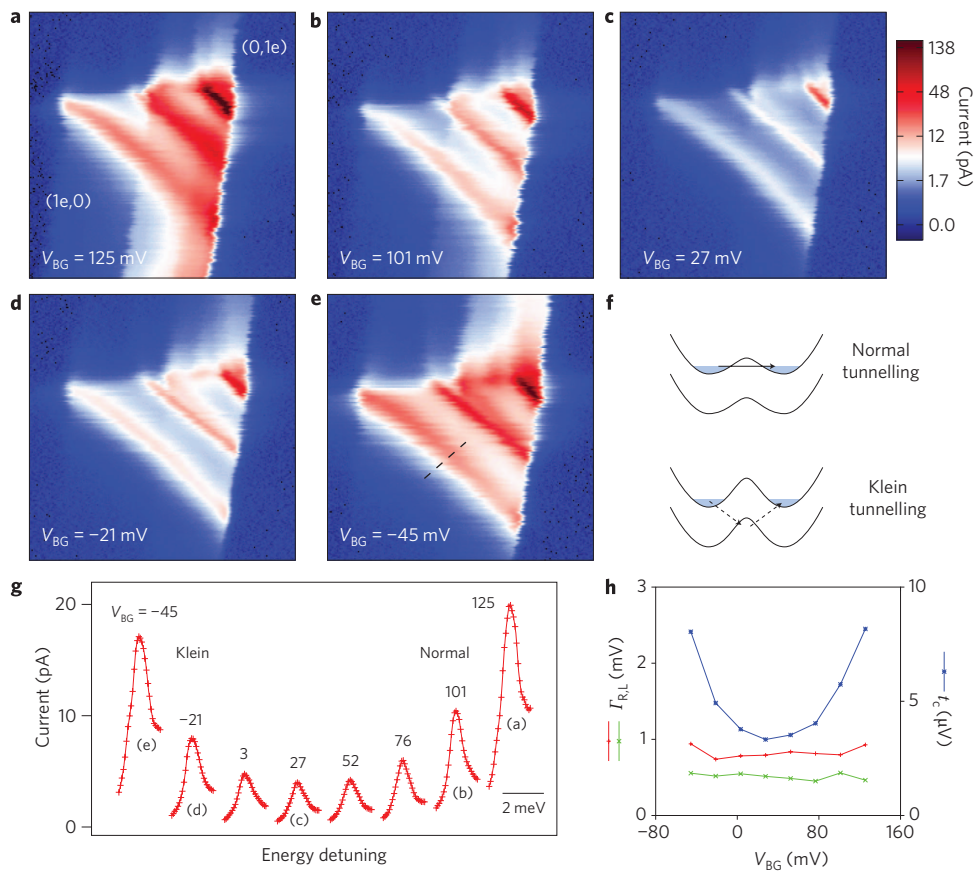 a
(0,1e)
(1e,0)
V_BG = 125 mV
b
V_BG = 101 mV
c
V_BG = 27 mV
138
48
12
1.7
0.0
Current (pA)
d
V_BG = −21 mV
e
V_BG = −45 mV
f
Normal
tunnelling
Klein
tunnelling
g
20
10
0
Current (pA)
V_BG = −45
Klein
(e)
−21
(d)
3
27
(c)
52
76
Normal
101
(b)
125
(a)
2 meV
Energy detuning
h
3
2
1
0
Γ_R,L (mV)
10
5
0
t_c (μV)
−80
0
80
160
V_BG (mV)